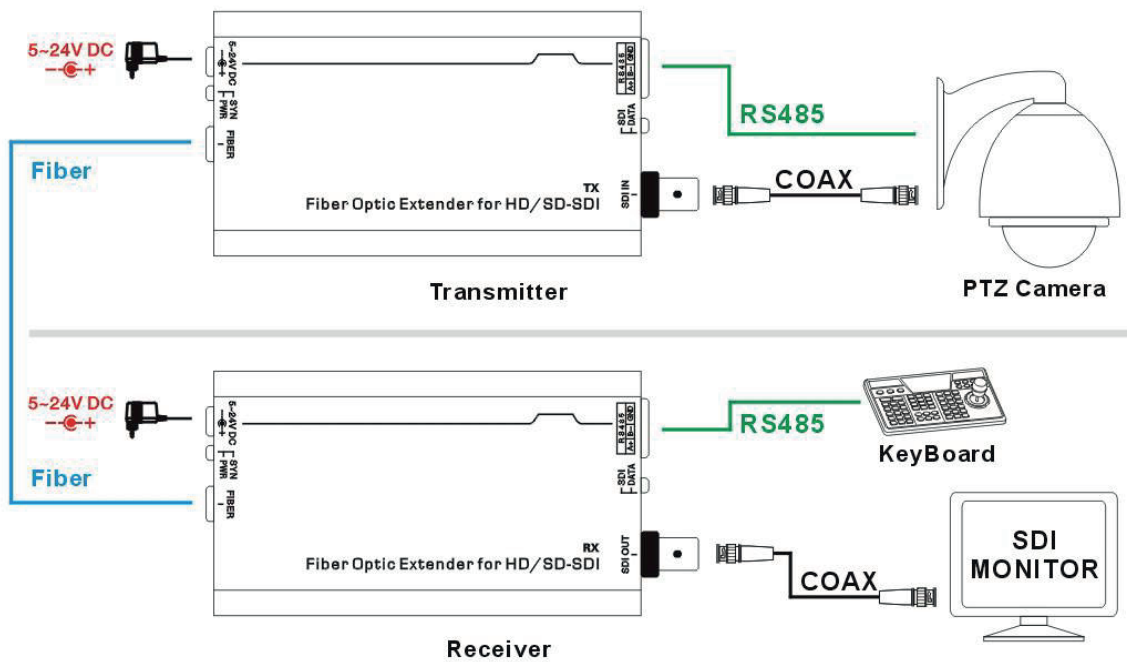 5~24V DC
5~24V DC
SYN
PWR
FIBER
Fiber
RS485
A+ B- GND
SDI
DATA
SDI IN
TX
Fiber Optic Extender for HD/SD-SDI
RS485
COAX
PTZ Camera
Transmitter
5~24V DC
5~24V DC
SYN
PWR
FIBER
Fiber
RS485
A+ B- GND
SDI
DATA
SDI OUT
RX
Fiber Optic Extender for HD/SD-SDI
RS485
KeyBoard
COAX
SDI
MONITOR
Receiver